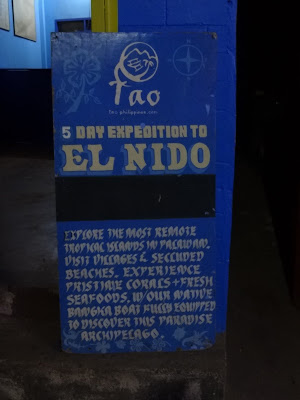 Tao
5 DAY EXPEDITION TO
EL NIDO
EXPLORE THE MOST REMOTE
TROPICAL ISLANDS IN PALAWAN.
VISIT VILLAGES & SECLUDED
BEACHES. EXPERIENCE
PRISTINE CORALS + FRESH
SEAFOODS. IN OUR NATIVE
BANGKA BOAT FULLY EQUIPPED
TO DISCOVER THIS PARADISE
ARCHIPELAGO.